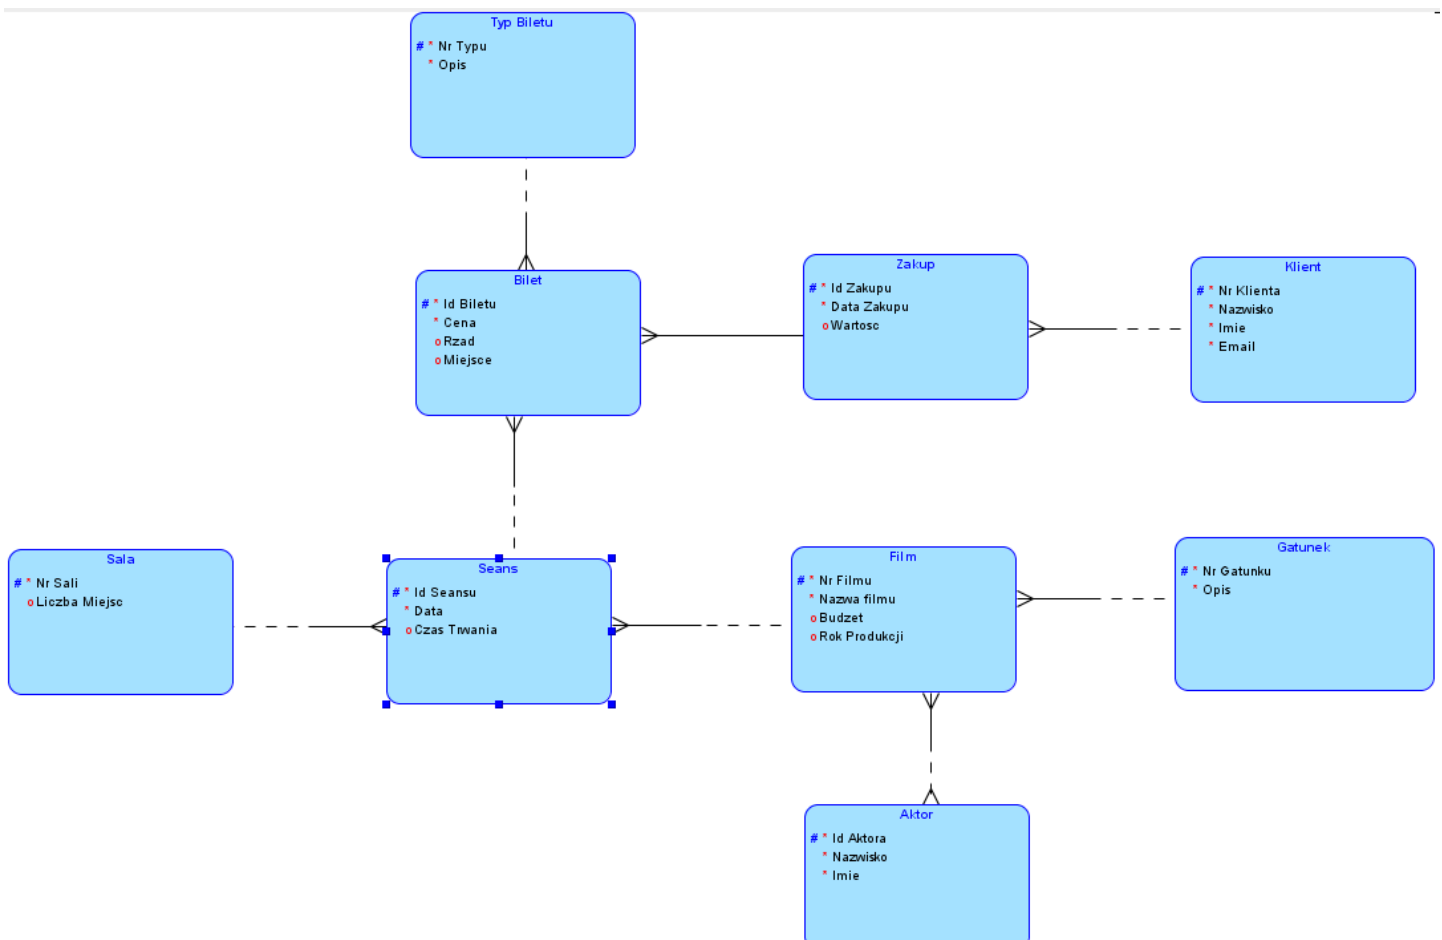 Typ Biletu
# * Nr Typu
* Opis
Bilet
# * Id Biletu
* Cena
o Rzad
o Miejsce
Zakup
# * Id Zakupu
* Data Zakupu
o Wartosc
Klient
# * Nr Klienta
* Nazwisko
* Imie
* Email
Sala
# * Nr Sali
o Liczba Miejsc
Seans
# * Id Seansu
* Data
o Czas Trwania
Film
# * Nr Filmu
* Nazwa filmu
o Budzet
o Rok Produkcji
Gatunek
# * Nr Gatunku
* Opis
Aktor
# * Id Aktora
* Nazwisko
* Imie